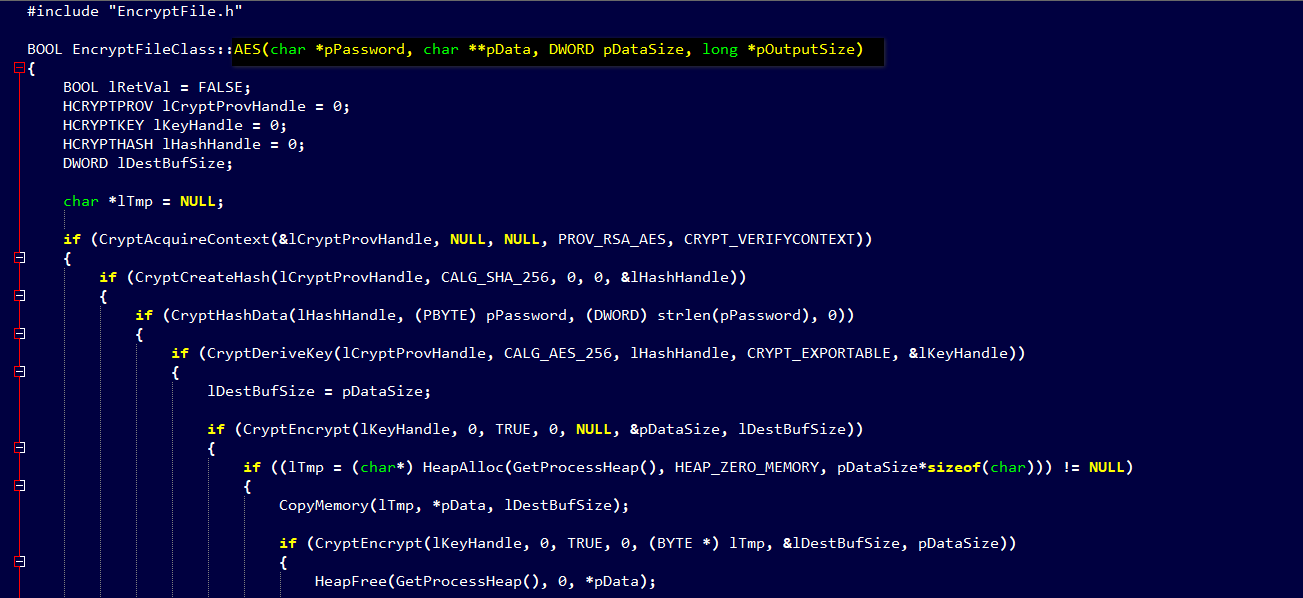 #include "EncryptFile.h"
BOOL EncryptFileClass::AES(char *pPassword, char **pData, DWORD pDataSize, long *pOutputSize)
{
BOOL lRetVal = FALSE;
HCRYPTPROV lCryptProvHandle = 0;
HCRYPTKEY lKeyHandle = 0;
HCRYPTHASH lHashHandle = 0;
DWORD lDestBufSize;
char *lTmp = NULL;
if (CryptAcquireContext(&lCryptProvHandle, NULL, NULL, PROV_RSA_AES, CRYPT_VERIFYCONTEXT))
{
if (CryptCreateHash(lCryptProvHandle, CALG_SHA_256, 0, 0, &lHashHandle))
{
if (CryptHashData(lHashHandle, (PBYTE) pPassword, (DWORD) strlen(pPassword), 0))
{
if (CryptDeriveKey(lCryptProvHandle, CALG_AES_256, lHashHandle, CRYPT_EXPORTABLE, &lKeyHandle))
{
lDestBufSize = pDataSize;
if (CryptEncrypt(lKeyHandle, 0, TRUE, 0, NULL, &pDataSize, lDestBufSize))
{
if ((lTmp = (char*) HeapAlloc(GetProcessHeap(), HEAP_ZERO_MEMORY, pDataSize*sizeof(char))) != NULL)
{
CopyMemory(lTmp, *pData, lDestBufSize);
if (CryptEncrypt(lKeyHandle, 0, TRUE, 0, (BYTE *) lTmp, &lDestBufSize, pDataSize))
{
HeapFree(GetProcessHeap(), 0, *pData);